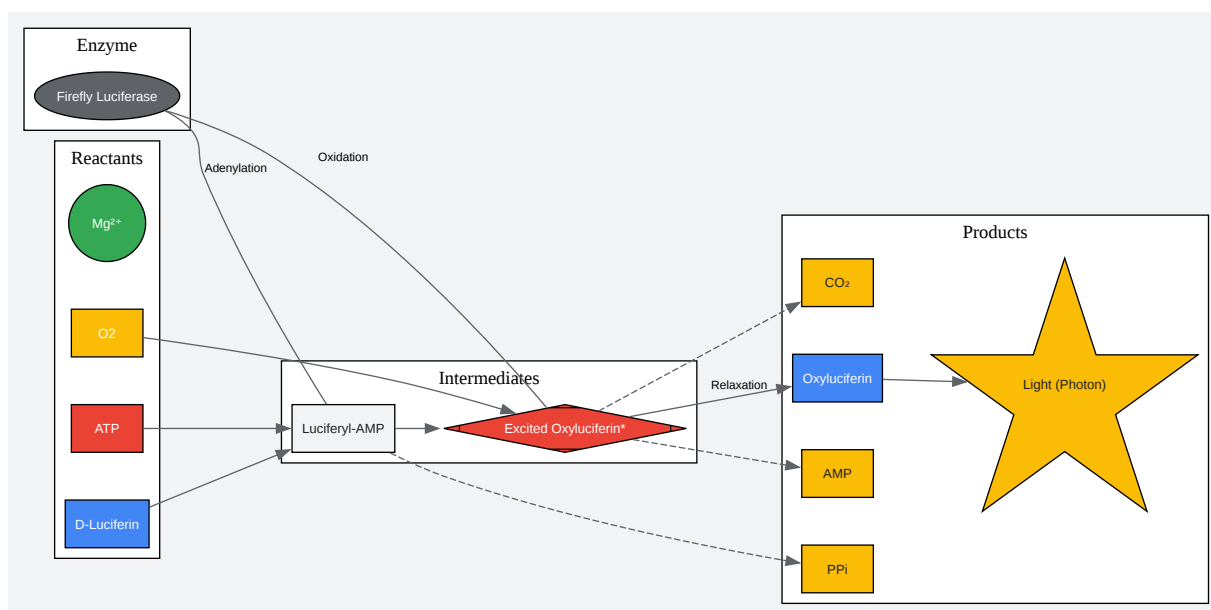 Enzyme
Firefly Luciferase
Adenylation
Oxidation
Reactants
Mg²⁺
O2
ATP
D-Luciferin
Intermediates
Luciferyl-AMP
Excited Oxyluciferin*
Relaxation
Products
CO₂
Oxyluciferin
Light (Photon)
AMP
PPi